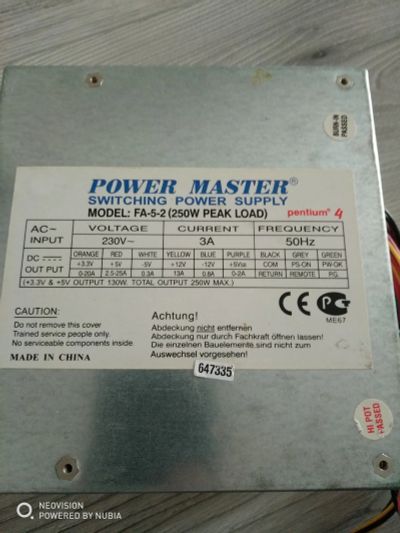 BURN-IN
PASSED
POWER MASTER®
SWITCHING POWER SUPPLY
MODEL: FA-5-2 (250W PEAK LOAD) pentium® 4
AC~ INPUT VOLTAGE CURRENT FREQUENCY
230V~ 3A 50Hz
DC OUT PUT ORANGE RED WHITE YELLOW BLUE PURPLE BLACK GREY GREEN
+3.3V +5V -5V +12V -12V +5VSB COM PS-ON PW-OK
0-20A 2.5-25A 0.3A 13A 0.8A 0-2A RETURN REMOTE P.G.
(+3.3V & +5V OUTPUT 130W. TOTAL OUTPUT 250W MAX.)
CAUTION:
Do not remove this cover
Trained service people only.
No serviceable components inside.
MADE IN CHINA
Achtung!
Abdeckung nicht entfernen
Abdeckung nur durch Fachkraft öffnen lassen!
Die einzelnen Bauelemente sind nicht zum
Auswechsel vorgesehen!
CE
PC
ME67
647335
HI POT
PASSED
NEOVISION
POWERED BY NUBIA